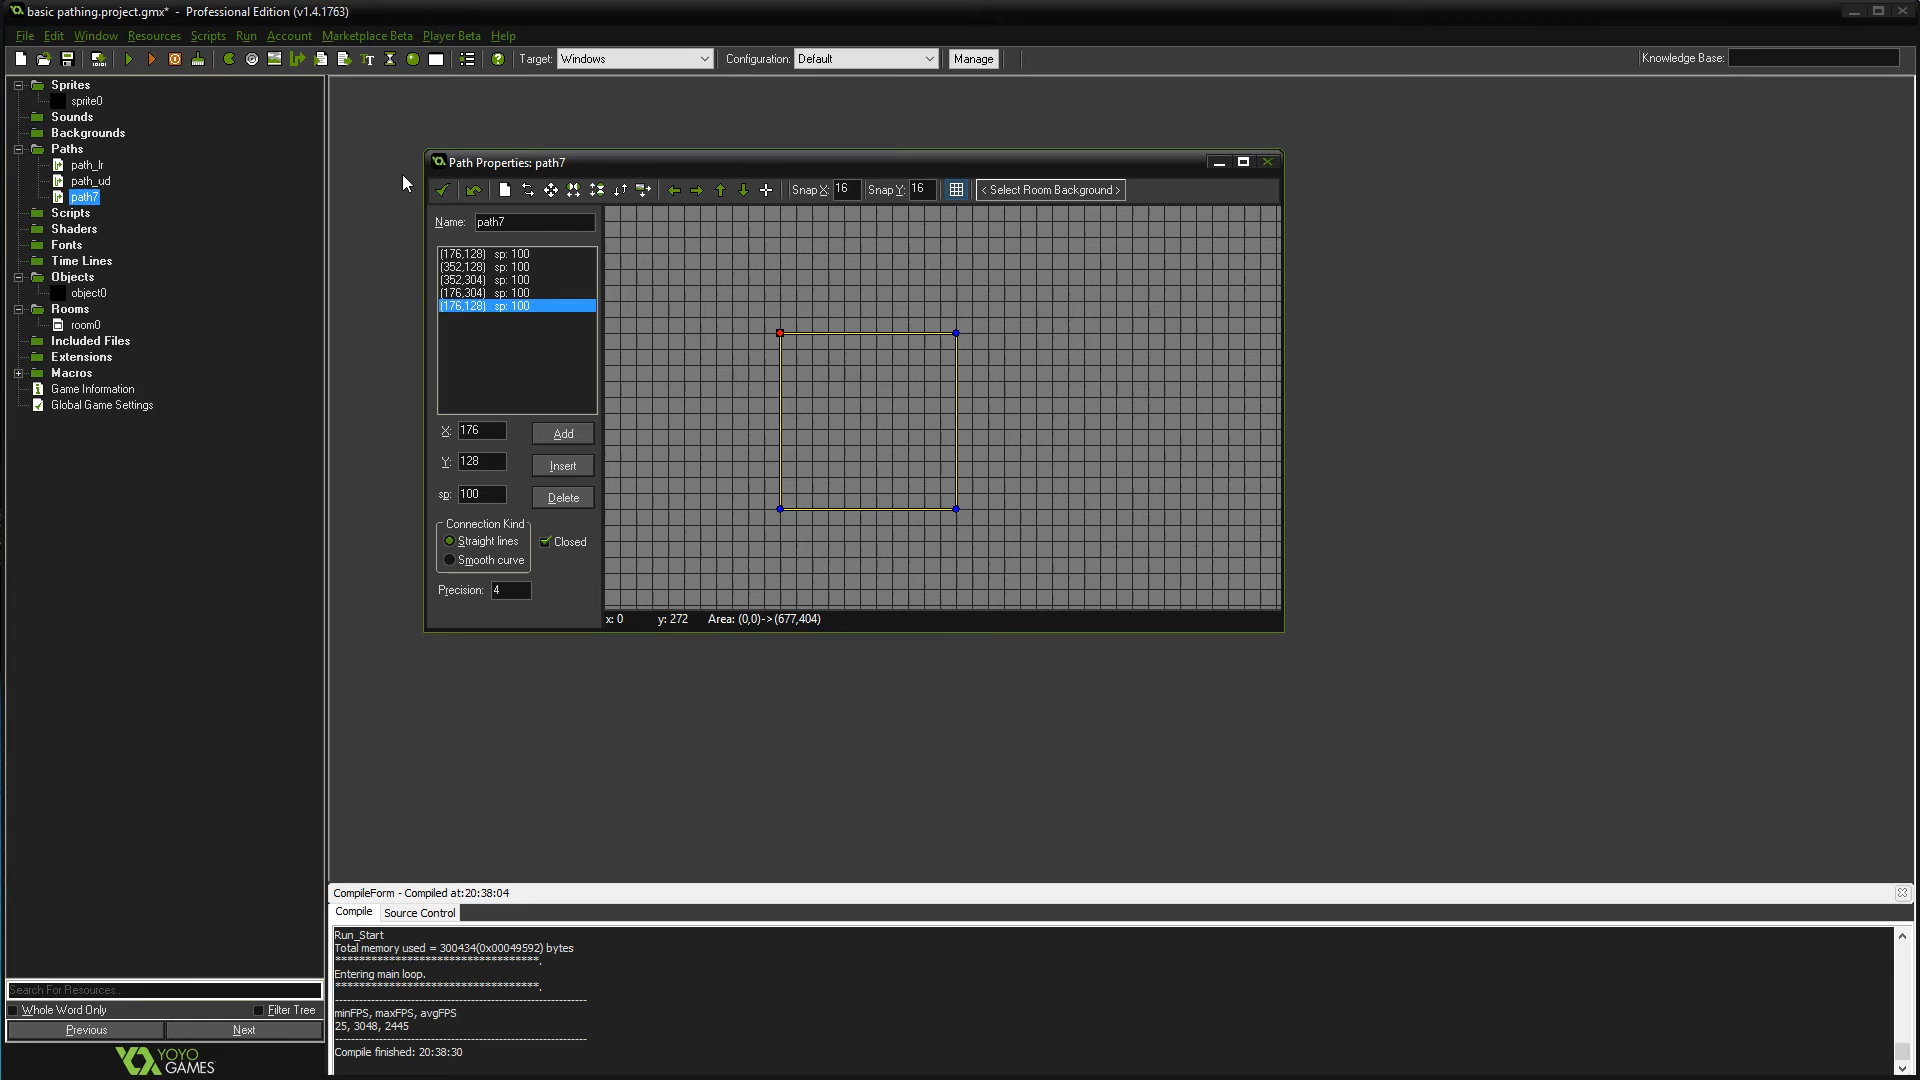 basic pathing.project.gmx* - Professional Edition (v1.4.1763)
File Edit Window Resources Scripts Run Account Marketplace Beta Player Beta Help
Target: Windows Configuration: Default Manage Knowledge Base:
Sprites
sprite0
Sounds
Backgrounds
Paths
path_lr
path_ud
path7
Scripts
Shaders
Fonts
Time Lines
Objects
object0
Rooms
room0
Included Files
Extensions
Macros
Game Information
Global Game Settings
Search For Resources...
Whole Word Only Filter Tree
Previous Next
YOYO
GAMES
Path Properties: path7
Snap X: 16 Snap Y: 16 < Select Room Background >
Name: path7
(176,128) sp: 100
(352,128) sp: 100
(352,304) sp: 100
(176,304) sp: 100
(176,128) sp: 100
X: 176 Add
Y: 128 Insert
sp: 100 Delete
Connection Kind
Straight lines Closed
Smooth curve
Precision: 4
x: 0 y: 272 Area: (0,0)->(677,404)
CompileForm - Compiled at:20:38:04
Compile Source Control
Run_Start
Total memory used = 300434(0x00049592) bytes
**********************************.
Entering main loop.
**********************************.
----------------------------------------------------------------
minFPS, maxFPS, avgFPS
25, 3048, 2445
----------------------------------------------------------------
Compile finished: 20:38:30